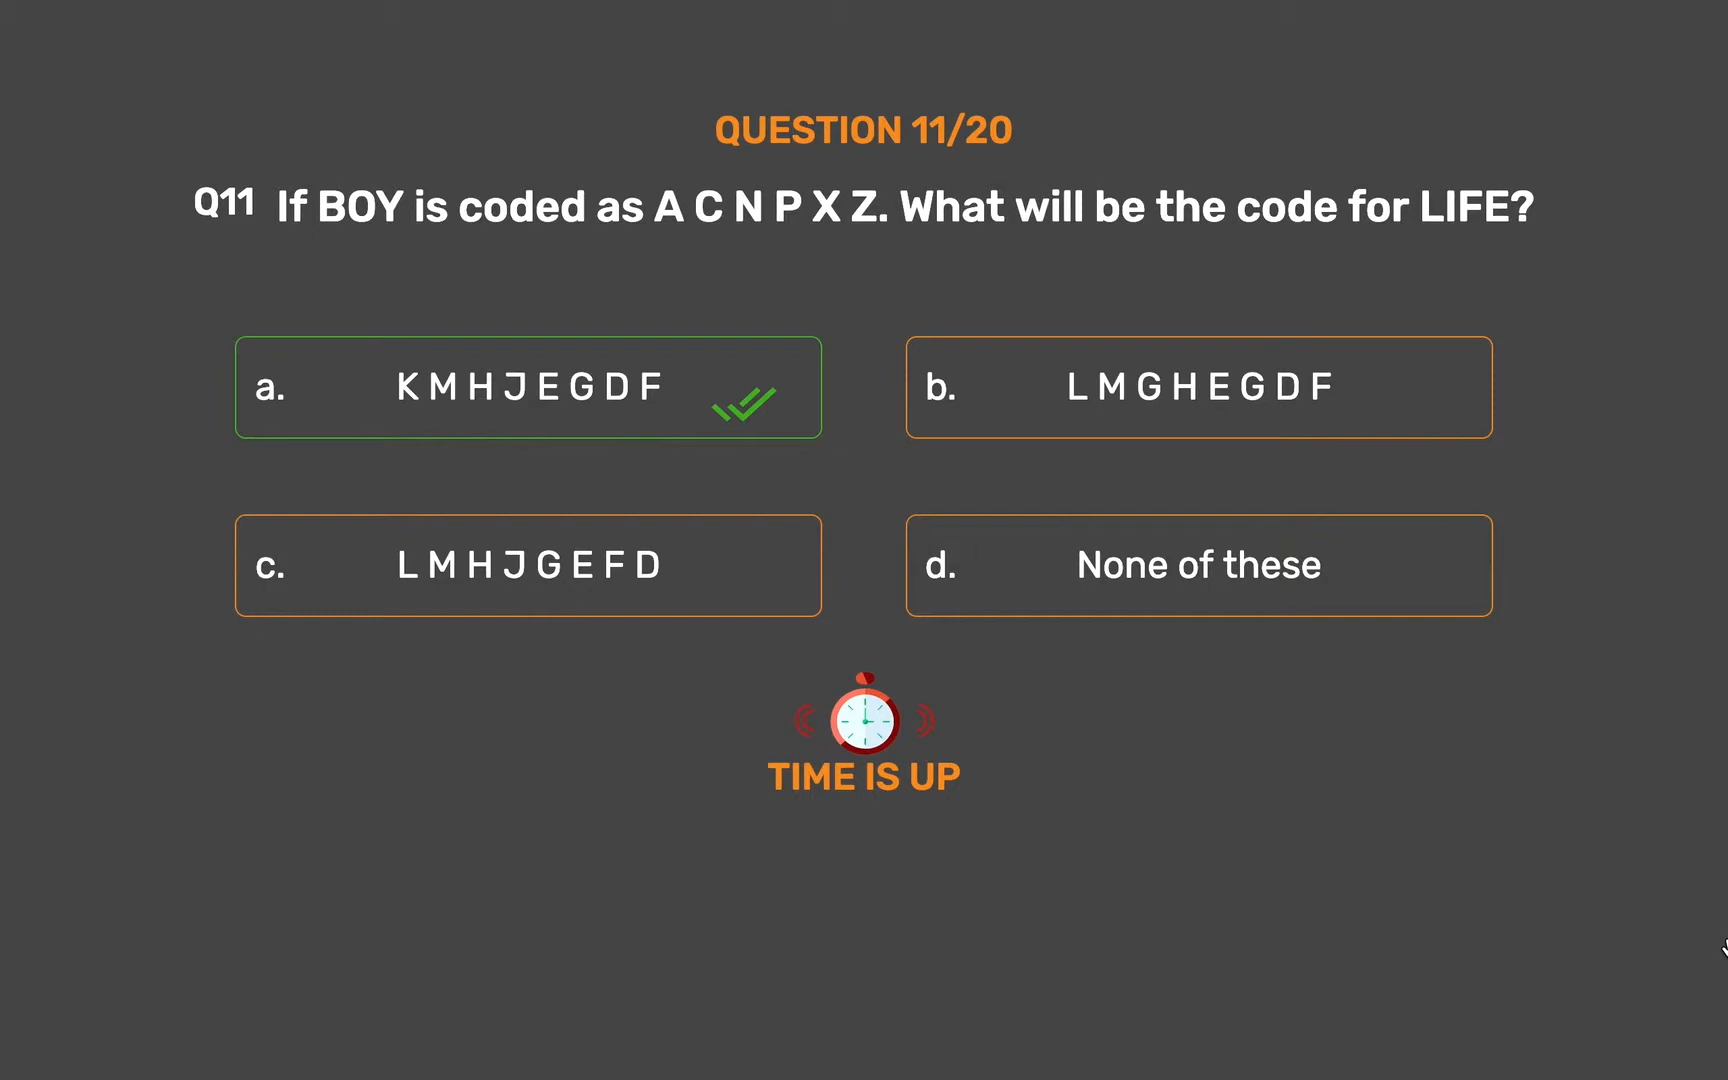 QUESTION 11/20
Q11 If BOY is coded as A C N P X Z. What will be the code for LIFE?
a. K M H J E G D F
b. L M G H E G D F
c. L M H J G E F D
d. None of these
TIME IS UP